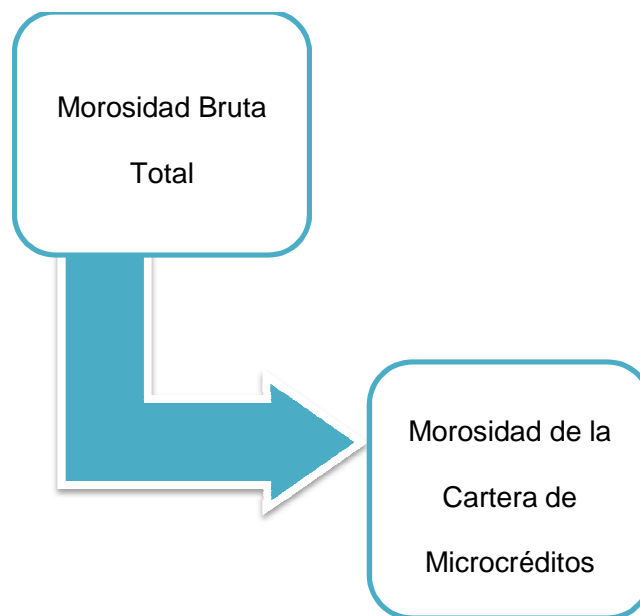 Morosidad Bruta
Total
Morosidad de la
Cartera de
Microcréditos